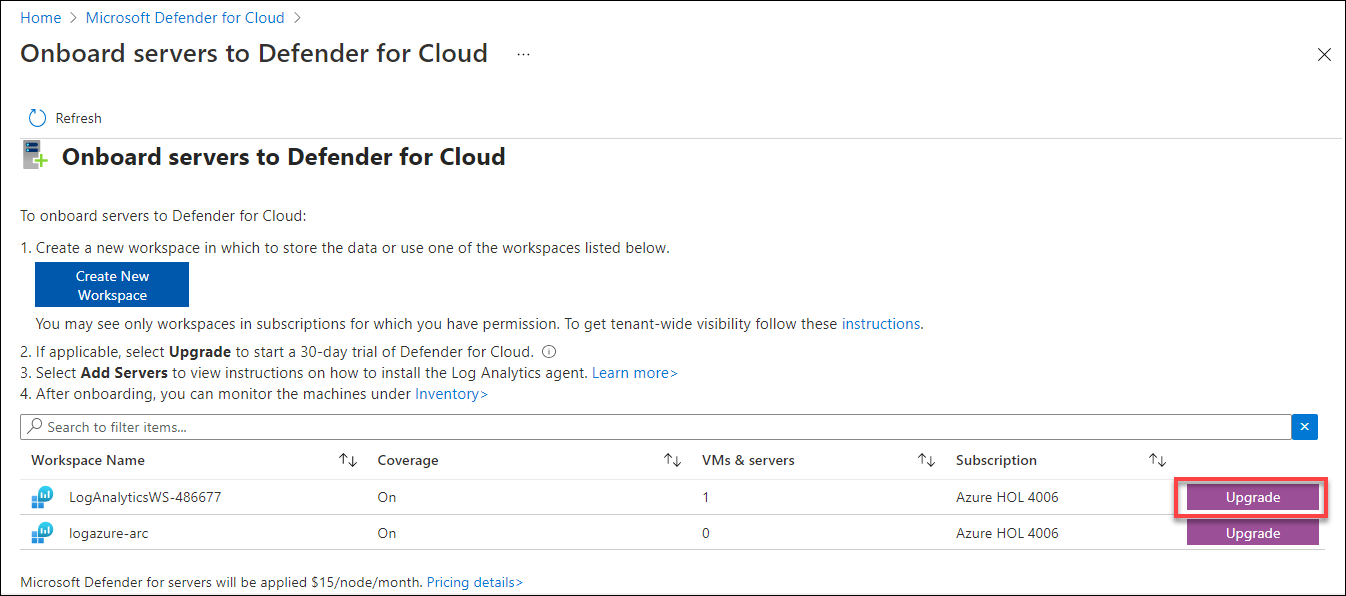 Home > Microsoft Defender for Cloud >
Onboard servers to Defender for Cloud ...
Refresh
Onboard servers to Defender for Cloud
To onboard servers to Defender for Cloud:
1. Create a new workspace in which to store the data or use one of the workspaces listed below.
Create New
Workspace
You may see only workspaces in subscriptions for which you have permission. To get tenant-wide visibility follow these instructions.
2. If applicable, select Upgrade to start a 30-day trial of Defender for Cloud.
3. Select Add Servers to view instructions on how to install the Log Analytics agent. Learn more>
4. After onboarding, you can monitor the machines under Inventory>
Search to filter items...
Workspace Name Coverage VMs & servers Subscription
LogAnalyticsWS-486677 On 1 Azure HOL 4006 Upgrade
logazure-arc On 0 Azure HOL 4006 Upgrade
Microsoft Defender for servers will be applied $15/node/month. Pricing details>